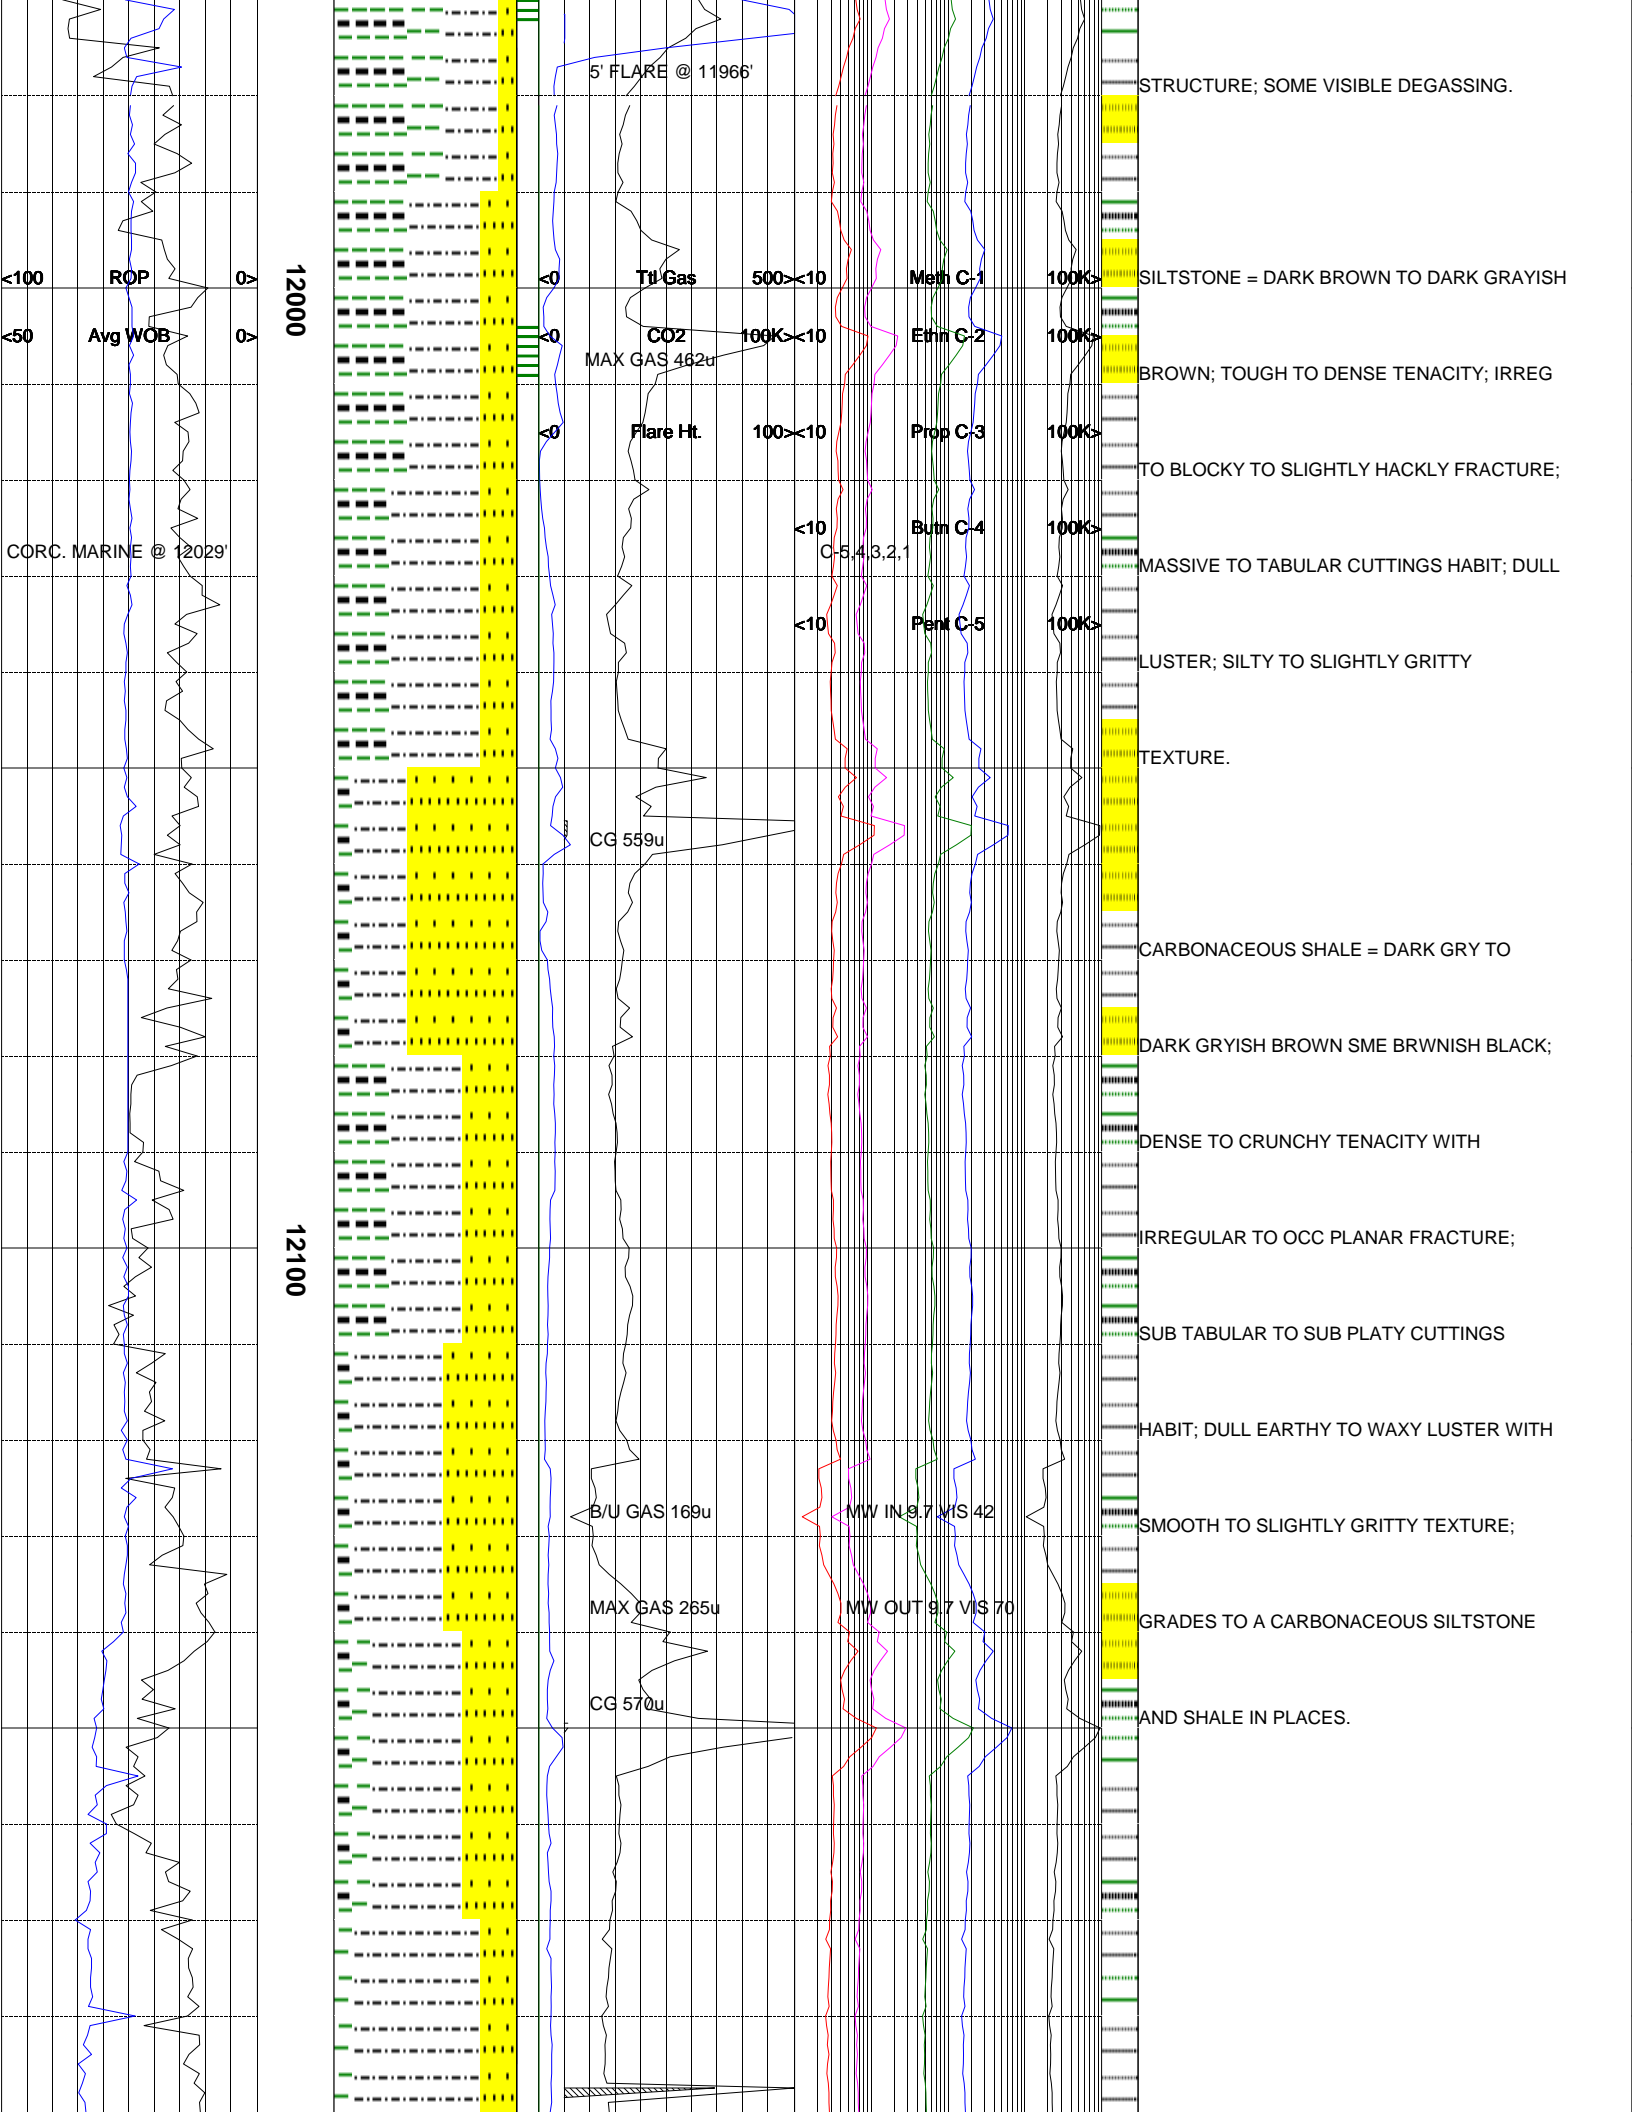 5' FLARE @ 11966'
STRUCTURE; SOME VISIBLE DEGASSING.
<100 ROP 0>
12000
<0 Ttl Gas 500>
<10 Meth C-1 100K>
SILTSTONE = DARK BROWN TO DARK GRAYISH
<50 Avg WOB 0>
<0 CO2 100K>
<10 Ethn C-2 100K>
MAX GAS 462u
BROWN; TOUGH TO DENSE TENACITY; IRREG
<0 Flare Ht. 100>
<10 Prop C-3 100K>
TO BLOCKY TO SLIGHTLY HACKLY FRACTURE;
<10 Butn C-4 100K>
CORC. MARINE @ 12029'
C-5,4,3,2,1
MASSIVE TO TABULAR CUTTINGS HABIT; DULL
<10 Pent C-5 100K>
LUSTER; SILTY TO SLIGHTLY GRITTY
TEXTURE.
CG 559u
CARBONACEOUS SHALE = DARK GRY TO
DARK GRYISH BROWN SME BRWNISH BLACK;
DENSE TO CRUNCHY TENACITY WITH
12100
IRREGULAR TO OCC PLANAR FRACTURE;
SUB TABULAR TO SUB PLATY CUTTINGS
HABIT; DULL EARTHY TO WAXY LUSTER WITH
B/U GAS 169u
MW IN 9.7 VIS 42
SMOOTH TO SLIGHTLY GRITTY TEXTURE;
MAX GAS 265u
MW OUT 9.7 VIS 70
GRADES TO A CARBONACEOUS SILTSTONE
CG 570u
AND SHALE IN PLACES.